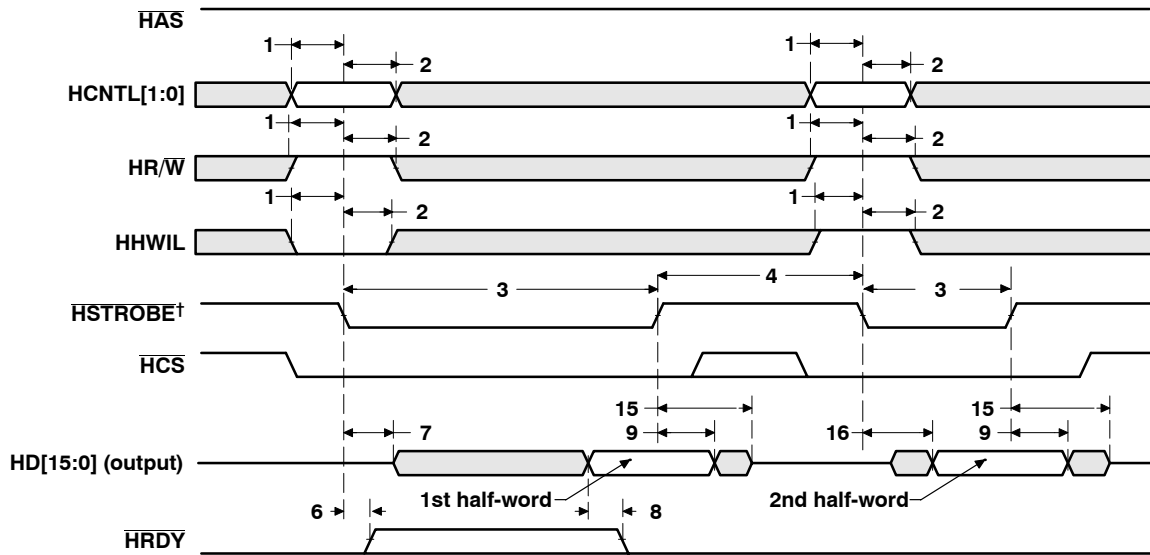 HAS
1
2
1
2
HCNTL[1:0]
1
2
1
2
HR/W
1
2
1
2
HHWIL
3
4
3
HSTROBE†
HCS
7
15
9
16
15
9
HD[15:0] (output)
1st half-word
2nd half-word
6
8
HRDY